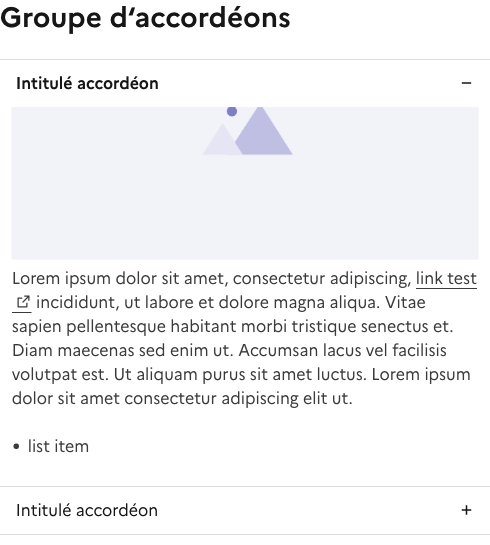 Groupe d‘accordéons
Intitulé accordéon −
Lorem ipsum dolor sit amet, consectetur adipiscing, link test
incididunt, ut labore et dolore magna aliqua. Vitae
sapien pellentesque habitant morbi tristique senectus et.
Diam maecenas sed enim ut. Accumsan lacus vel facilisis
volutpat est. Ut aliquam purus sit amet luctus. Lorem ipsum
dolor sit amet consectetur adipiscing elit ut.
• list item
Intitulé accordéon +